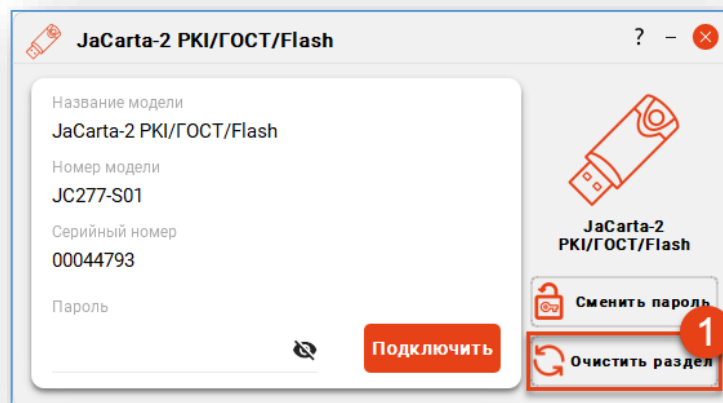 JaCarta-2 PKI/ГОСТ/Flash
? –
Название модели
JaCarta-2 PKI/ГОСТ/Flash
Номер модели
JC277-S01
Серийный номер
00044793
Пароль
Подключить
JaCarta-2
PKI/ГОСТ/Flash
Сменить пароль
1
Очистить раздел